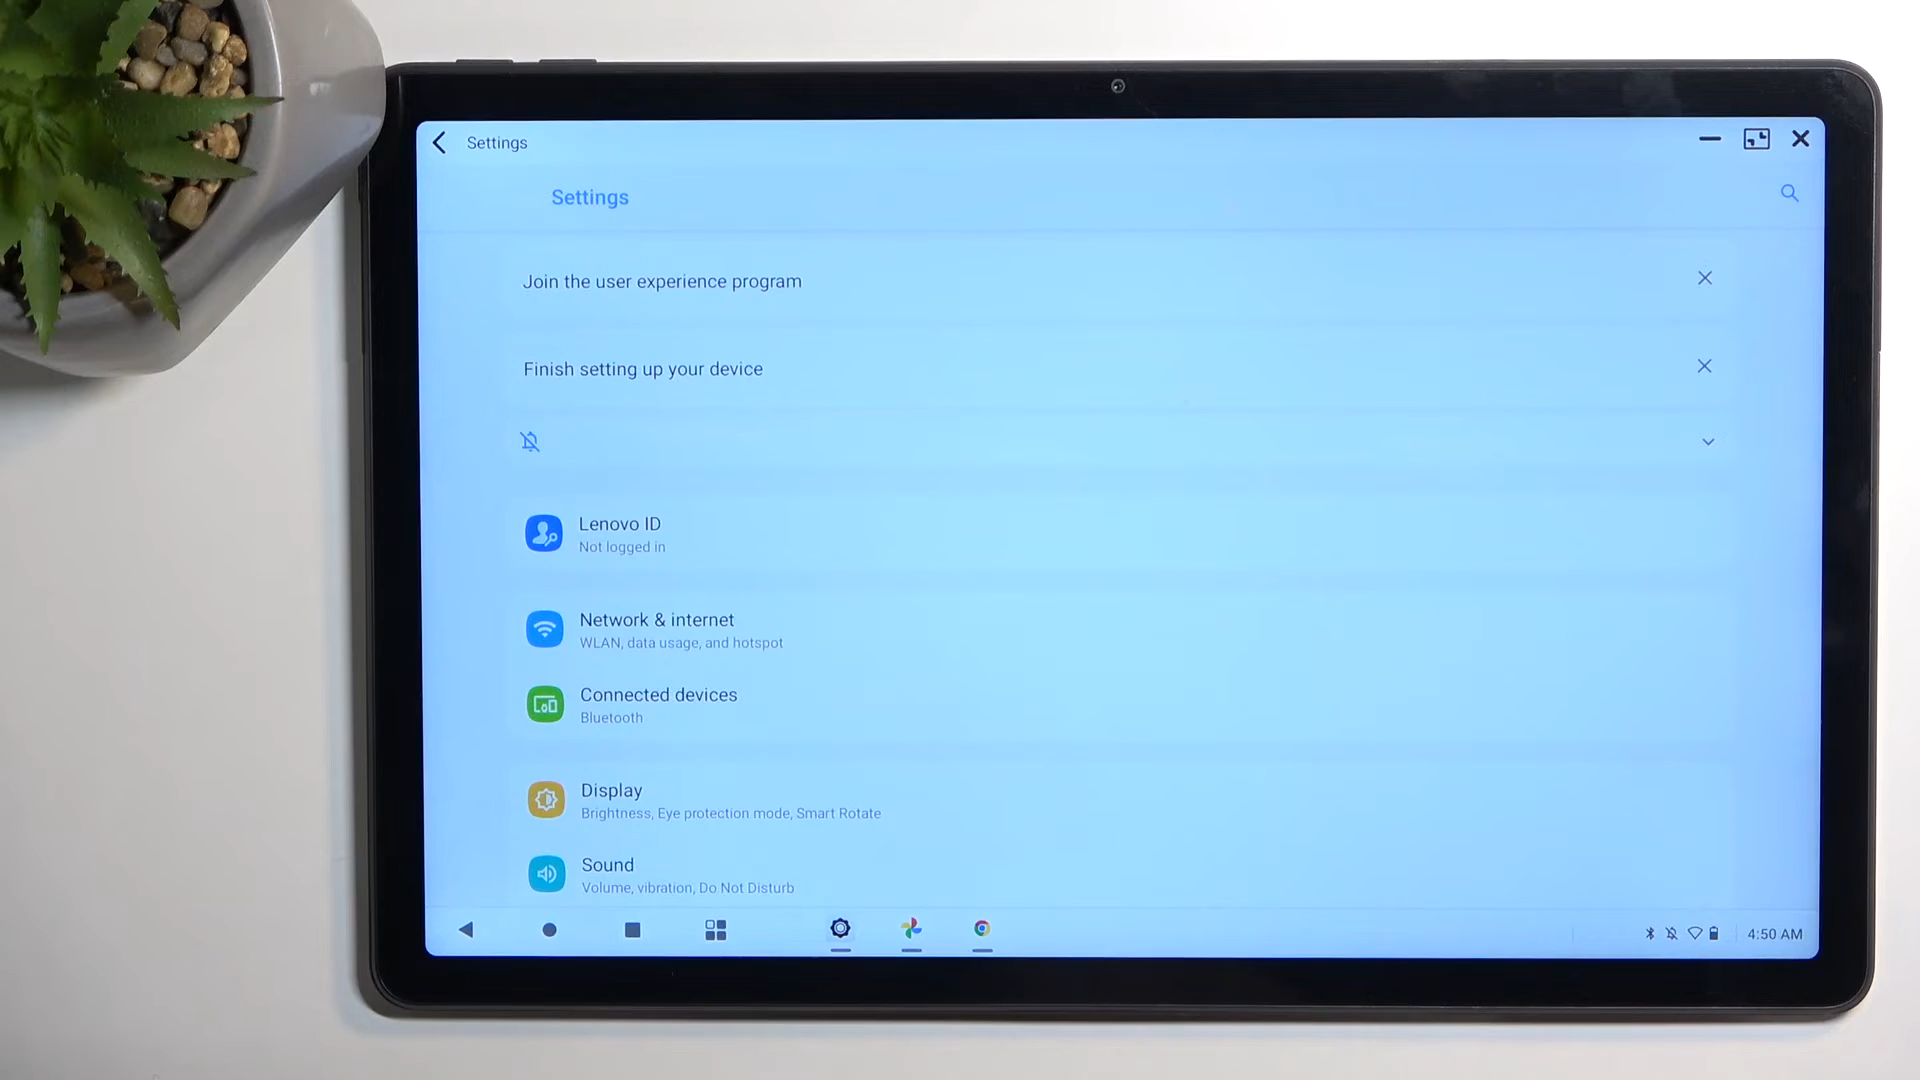 Settings
Settings
Join the user experience program
Finish setting up your device
Lenovo ID
Not logged in
Network & internet
WLAN, data usage, and hotspot
Connected devices
Bluetooth
Display
Brightness, Eye protection mode, Smart Rotate
Sound
Volume, vibration, Do Not Disturb
4:50 AM